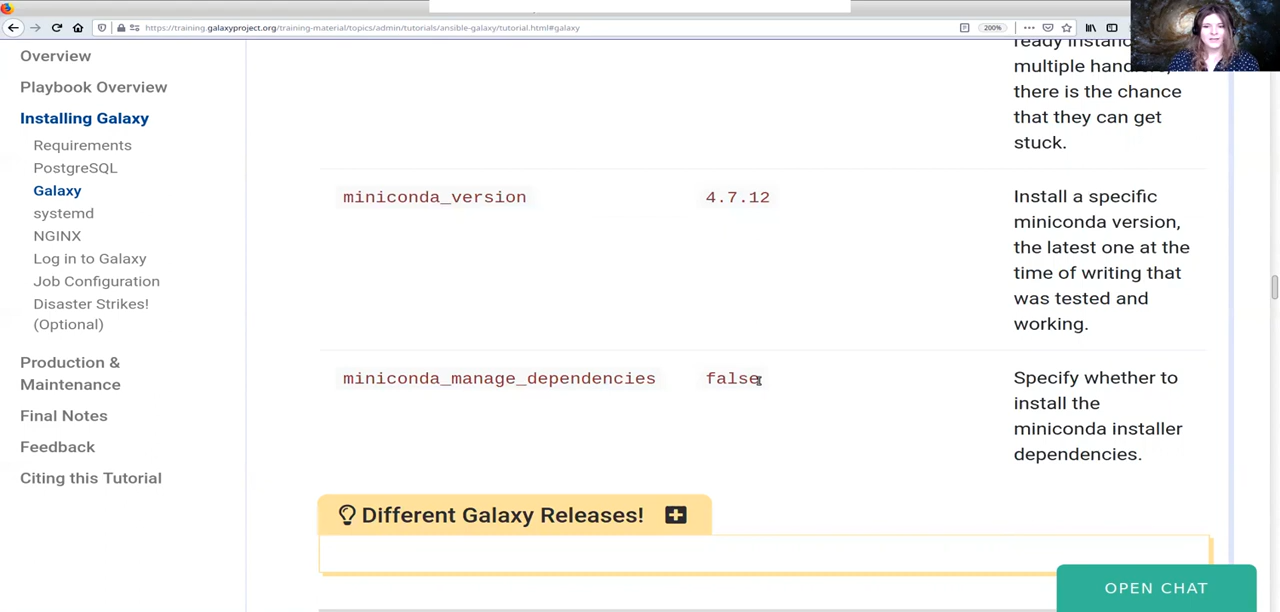 https://training.galaxyproject.org/training-material/topics/admin/tutorials/ansible-galaxy/tutorial.html#galaxy
200%
Overview
Playbook Overview
Installing Galaxy
Requirements
PostgreSQL
Galaxy
systemd
NGINX
Log in to Galaxy
Job Configuration
Disaster Strikes!
(Optional)
Production &
Maintenance
Final Notes
Feedback
Citing this Tutorial
multiple
there is the chance
that they can get
stuck.
miniconda_version
4.7.12
Install a specific
miniconda version,
the latest one at the
time of writing that
was tested and
working.
miniconda_manage_dependencies
false
Specify whether to
install the
miniconda installer
dependencies.
Different Galaxy Releases!
OPEN CHAT